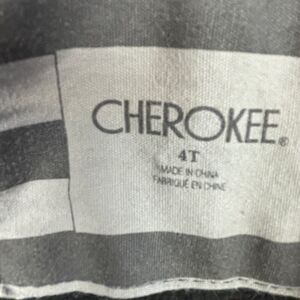 CHEROKEE®
4T
MADE IN CHINA
FABRIQUÉ EN CHINE